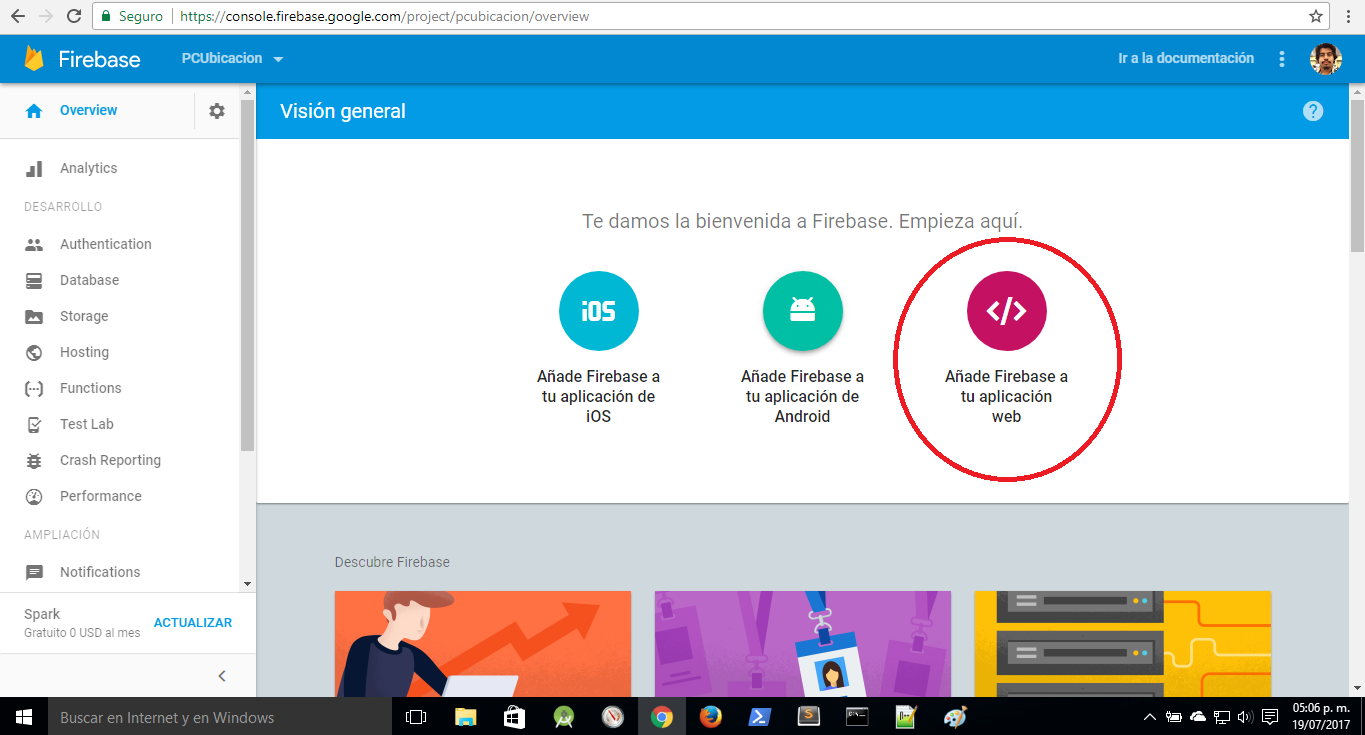 Seguro
https://console.firebase.google.com/project/pcubicacion/overview
Firebase
PCUbicacion
Ir a la documentación
Overview
Visión general
?
Analytics
DESARROLLO
Authentication
Database
Storage
Hosting
Functions
Test Lab
Crash Reporting
Performance
AMPLIACIÓN
Notifications
Spark
Gratuito 0 USD al mes
ACTUALIZAR
Te damos la bienvenida a Firebase. Empieza aquí.
iOS
Añade Firebase a
tu aplicación de
iOS
Añade Firebase a
tu aplicación de
Android
</>
Añade Firebase a
tu aplicación
web
Descubre Firebase
Buscar en Internet y en Windows
05:06 p. m.
19/07/2017